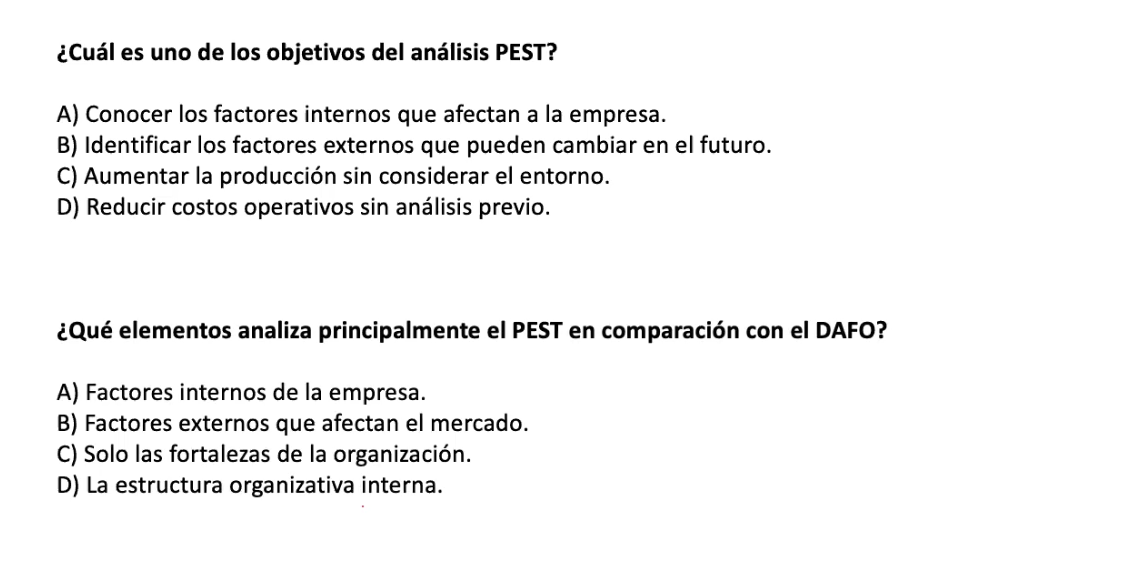 ¿Cuál es uno de los objetivos del análisis PEST?
A) Conocer los factores internos que afectan a la empresa.
B) Identificar los factores externos que pueden cambiar en el futuro.
C) Aumentar la producción sin considerar el entorno.
D) Reducir costos operativos sin análisis previo.
¿Qué elementos analiza principalmente el PEST en comparación con el DAFO?
A) Factores internos de la empresa.
B) Factores externos que afectan el mercado.
C) Solo las fortalezas de la organización.
D) La estructura organizativa interna.